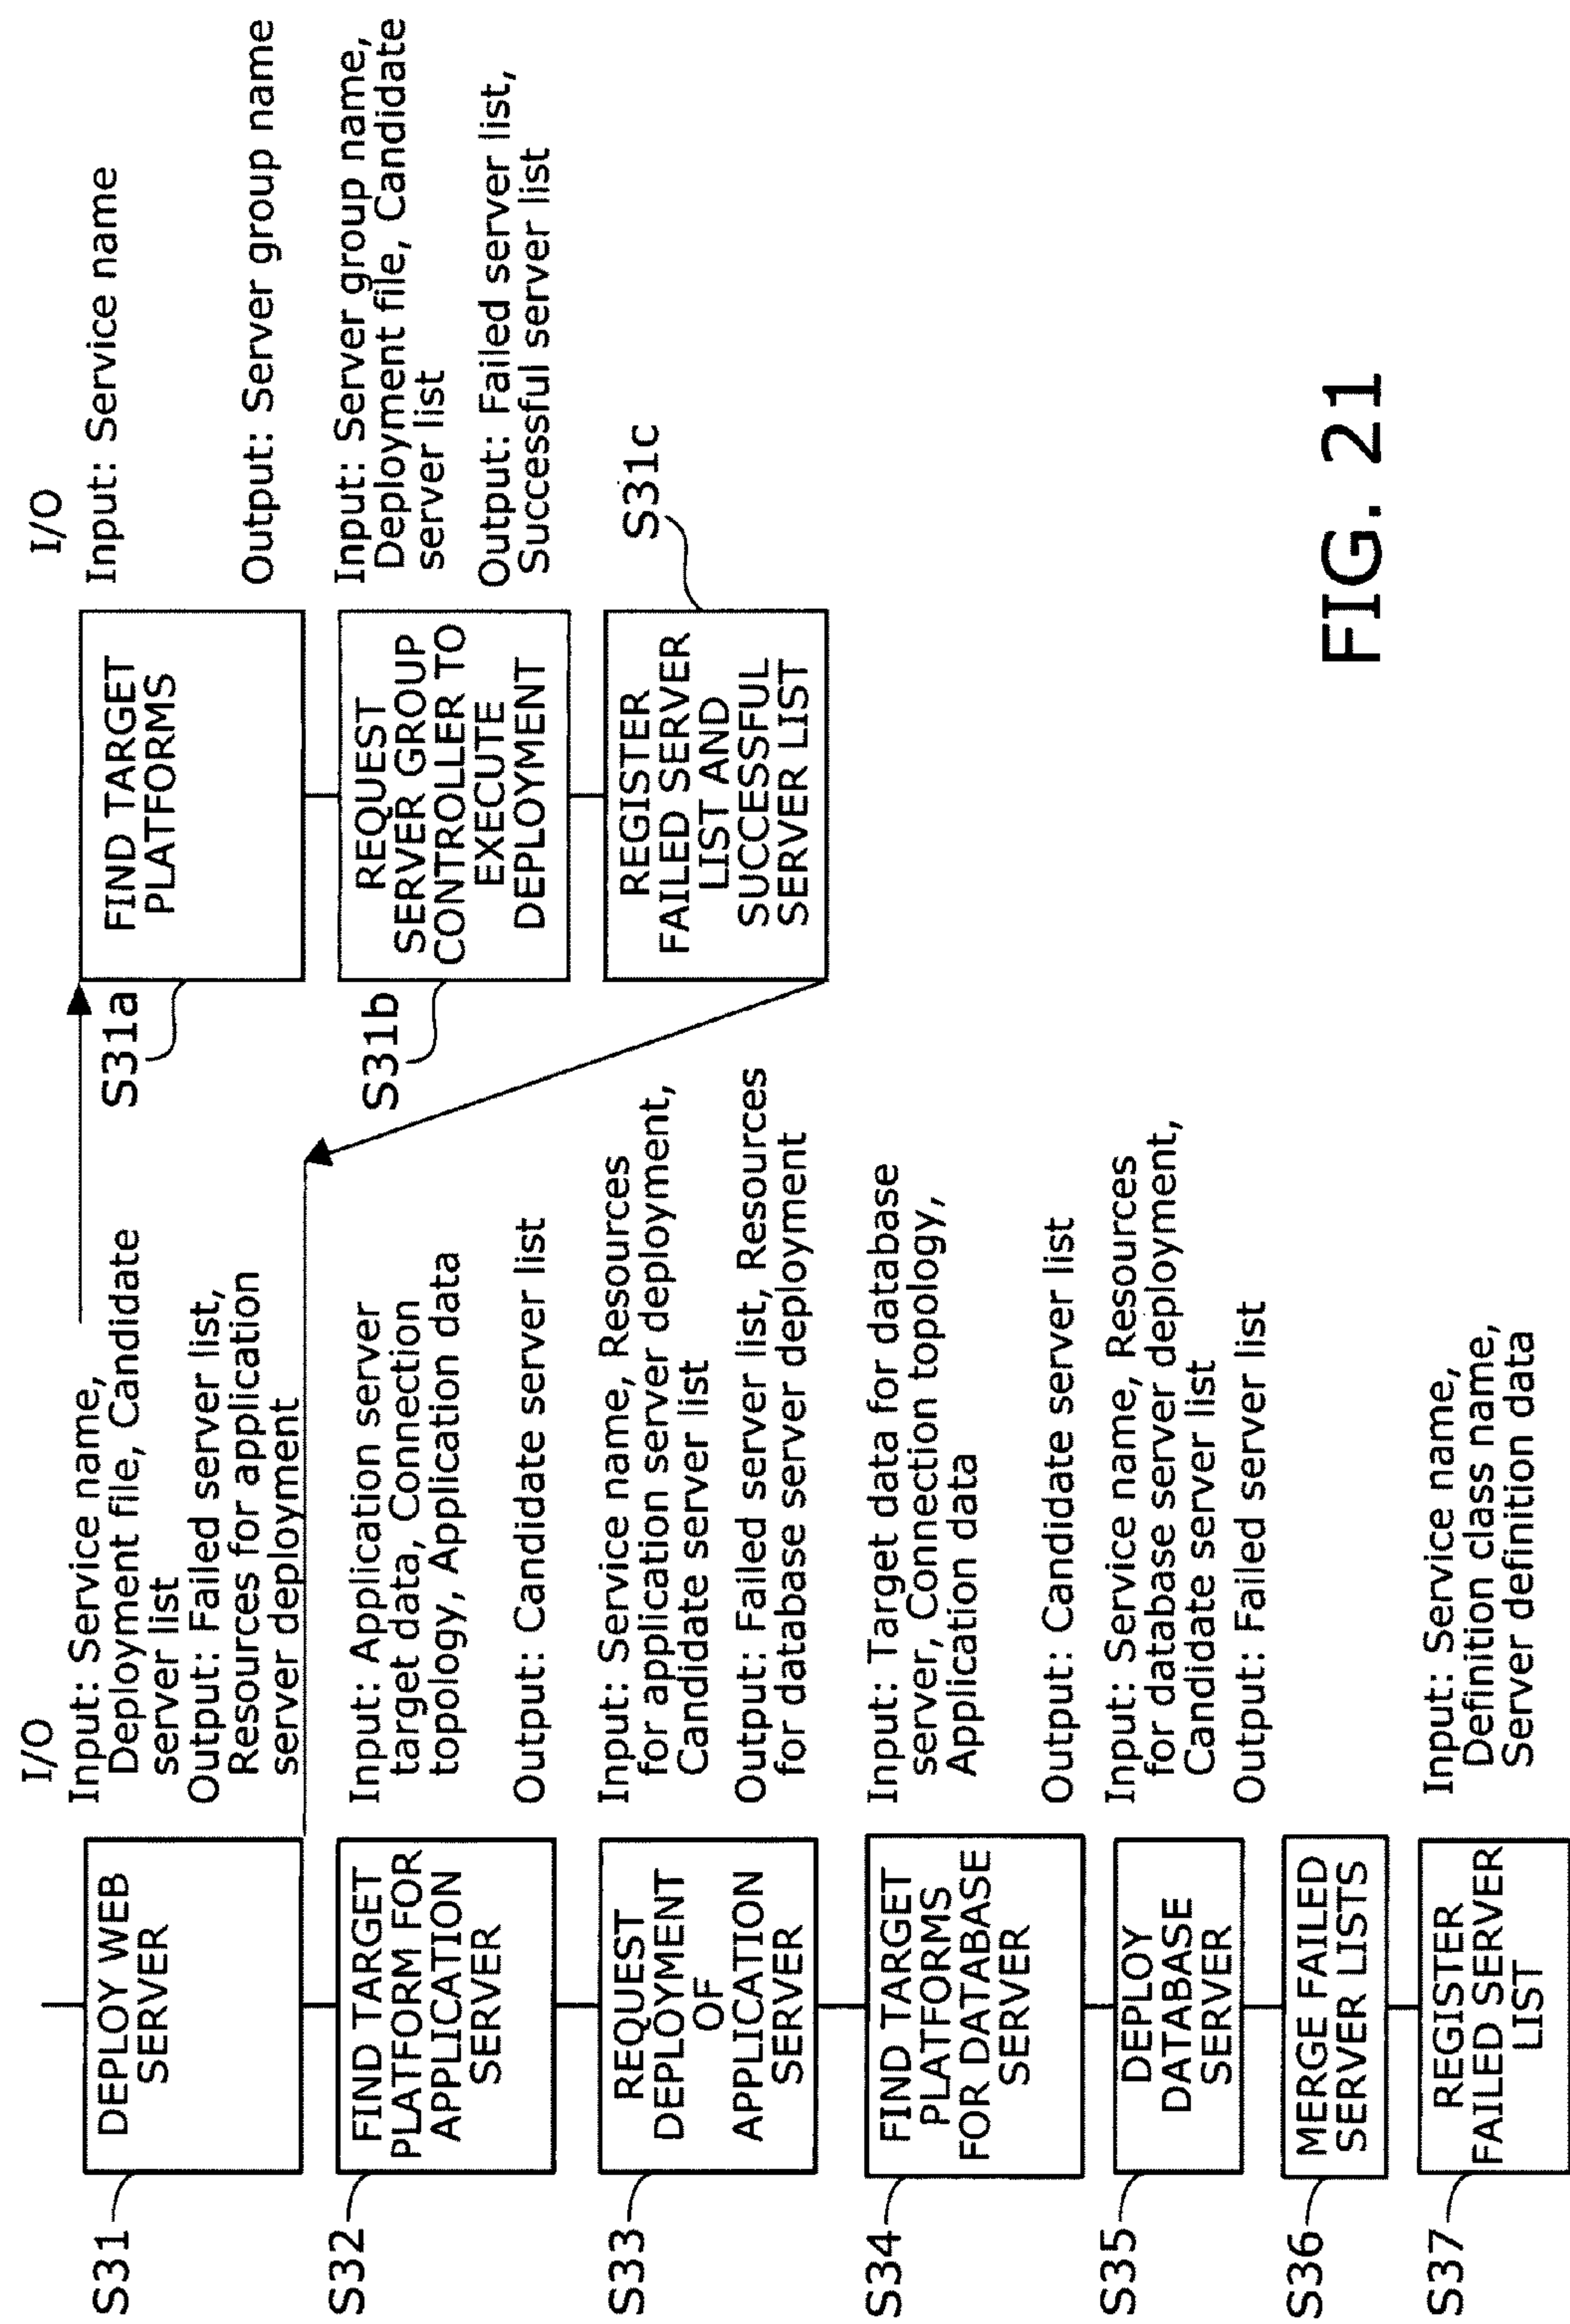 I/O
S31
DEPLOY WEB
SERVER
Input: Service name,
Deployment file, Candidate
server list
Output: Failed server list,
Resources for application
server deployment
S32
FIND TARGET
PLATFORM FOR
APPLICATION
SERVER
Input: Application server
target data, Connection
topology, Application data
Output: Candidate server list
S33
REQUEST
DEPLOYMENT
OF
APPLICATION
SERVER
Input: Service name, Resources
for application server deployment,
Candidate server list
Output: Failed server list, Resources
for database server deployment
S34
FIND TARGET
PLATFORMS
FOR DATABASE
SERVER
Input: Target data for database
server, Connection topology,
Application data
Output: Candidate server list
S35
DEPLOY
DATABASE
SERVER
Input: Service name, Resources
for database server deployment,
Candidate server list
Output: Failed server list
S36
MERGE FAILED
SERVER LISTS
S37
REGISTER
FAILED SERVER
LIST
Input: Service name,
Definition class name,
Server definition data
I/O
S31a
FIND TARGET
PLATFORMS
Input: Service name
Output: Server group name
S31b
REQUEST
SERVER GROUP
CONTROLLER TO
EXECUTE
DEPLOYMENT
Input: Server group name,
Deployment file, Candidate
server list
Output: Failed server list,
Successful server list
S31c
REGISTER
FAILED SERVER
LIST AND
SUCCESSFUL
SERVER LIST
FIG. 21